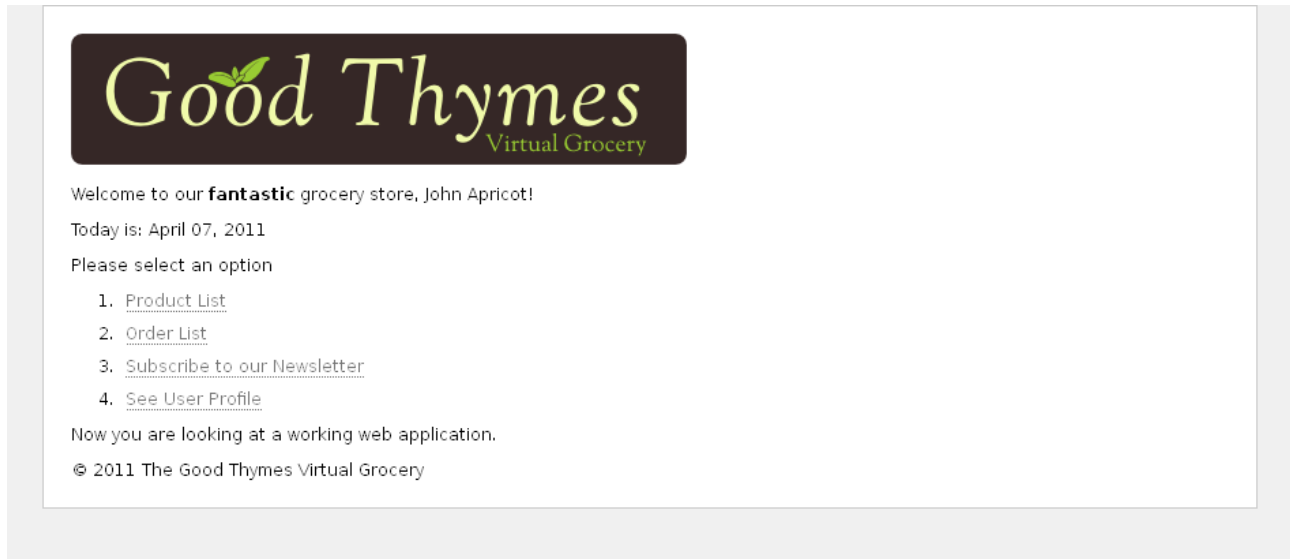 Good Thymes
Virtual Grocery
Welcome to our fantastic grocery store, John Apricot!
Today is: April 07, 2011
Please select an option
1. Product List
2. Order List
3. Subscribe to our Newsletter
4. See User Profile
Now you are looking at a working web application.
© 2011 The Good Thymes Virtual Grocery